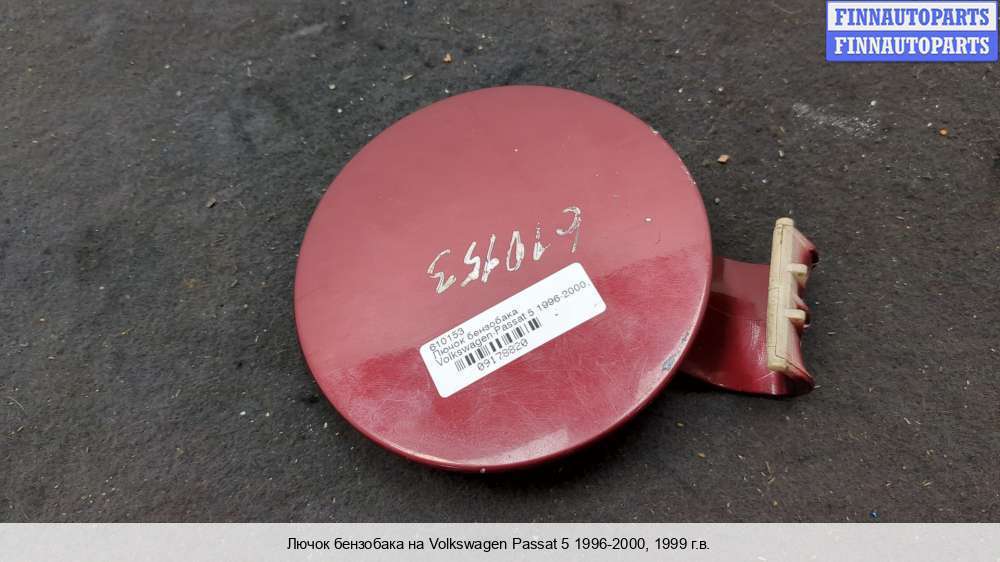 FINNAUTOPARTS
FINNAUTOPARTS
610153
610153
Лючок бензобака
Volkswagen Passat 5 1996-2000,
09178820
Лючок бензобака на Volkswagen Passat 5 1996-2000, 1999 г.в.